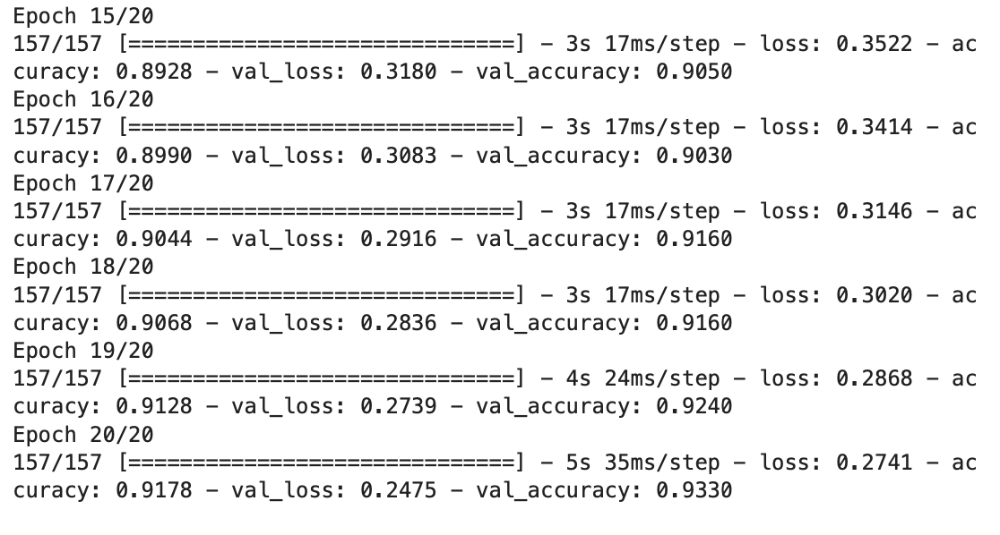 Epoch 15/20
157/157 [==============================] - 3s 17ms/step - loss: 0.3522 - ac
curacy: 0.8928 - val_loss: 0.3180 - val_accuracy: 0.9050
Epoch 16/20
157/157 [==============================] - 3s 17ms/step - loss: 0.3414 - ac
curacy: 0.8990 - val_loss: 0.3083 - val_accuracy: 0.9030
Epoch 17/20
157/157 [==============================] - 3s 17ms/step - loss: 0.3146 - ac
curacy: 0.9044 - val_loss: 0.2916 - val_accuracy: 0.9160
Epoch 18/20
157/157 [==============================] - 3s 17ms/step - loss: 0.3020 - ac
curacy: 0.9068 - val_loss: 0.2836 - val_accuracy: 0.9160
Epoch 19/20
157/157 [==============================] - 4s 24ms/step - loss: 0.2868 - ac
curacy: 0.9128 - val_loss: 0.2739 - val_accuracy: 0.9240
Epoch 20/20
157/157 [==============================] - 5s 35ms/step - loss: 0.2741 - ac
curacy: 0.9178 - val_loss: 0.2475 - val_accuracy: 0.9330